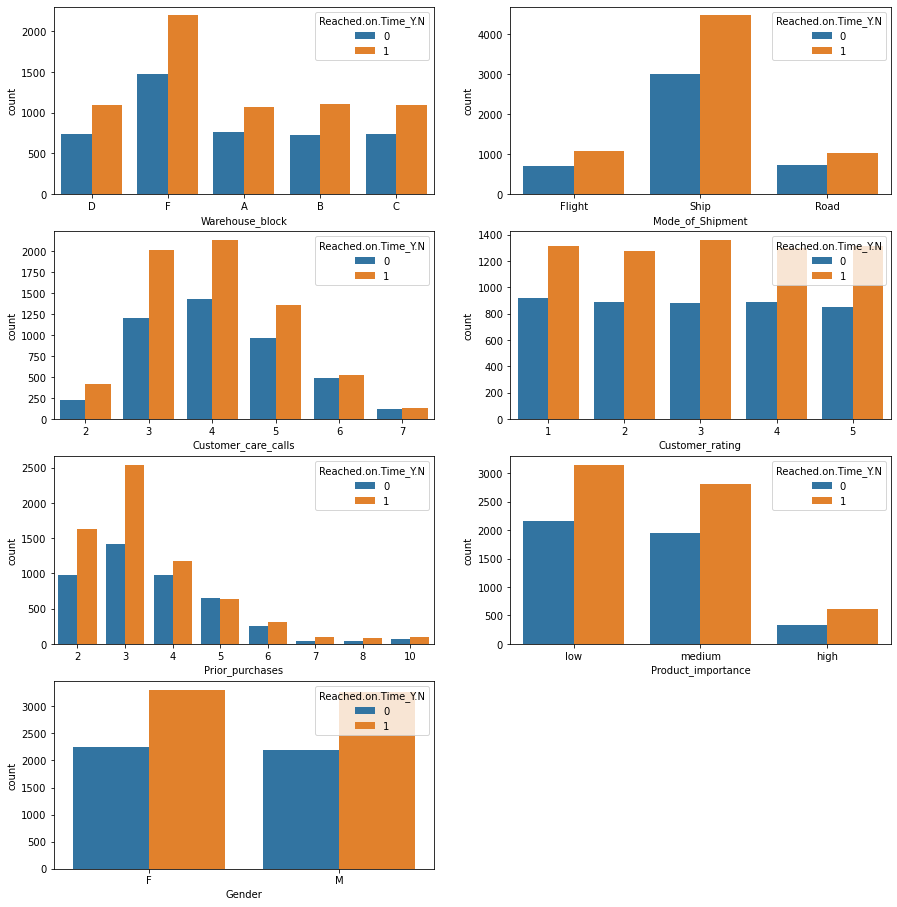 Reached.on.Time_Y.N
0
1
count
2000
1500
1000
500
0
D F A B C
Warehouse_block
Reached.on.Time_Y.N
0
1
count
4000
3000
2000
1000
0
Flight Ship Road
Mode_of_Shipment
Reached.on.Time_Y.N
0
1
count
2000
1750
1500
1250
1000
750
500
250
0
2 3 4 5 6 7
Customer_care_calls
Reached.on.Time_Y.N
0
1
count
1400
1200
1000
800
600
400
200
0
1 2 3 4 5
Customer_rating
Reached.on.Time_Y.N
0
1
count
2500
2000
1500
1000
500
0
2 3 4 5 6 7 8 10
Prior_purchases
Reached.on.Time_Y.N
0
1
count
3000
2500
2000
1500
1000
500
0
low medium high
Product_importance
Reached.on.Time_Y.N
0
1
count
3000
2500
2000
1500
1000
500
0
F M
Gender